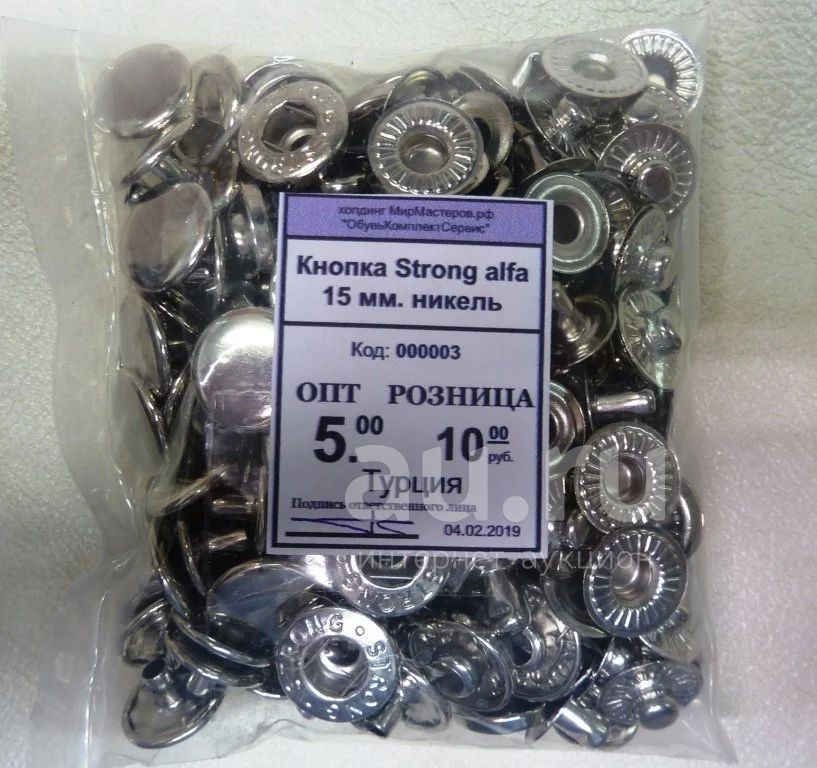 холдинг МирМастеров.рф
"ОбувьКомплектСервис"
Кнопка Strong alfa
15 мм. никель
Код: 000003
ОПТ РОЗНИЦА
5.00 10 00 руб.
Турция
Подпись ответственного лица
04.02.2019
au.ru
интернет-аукцион
STRONG
STRONG